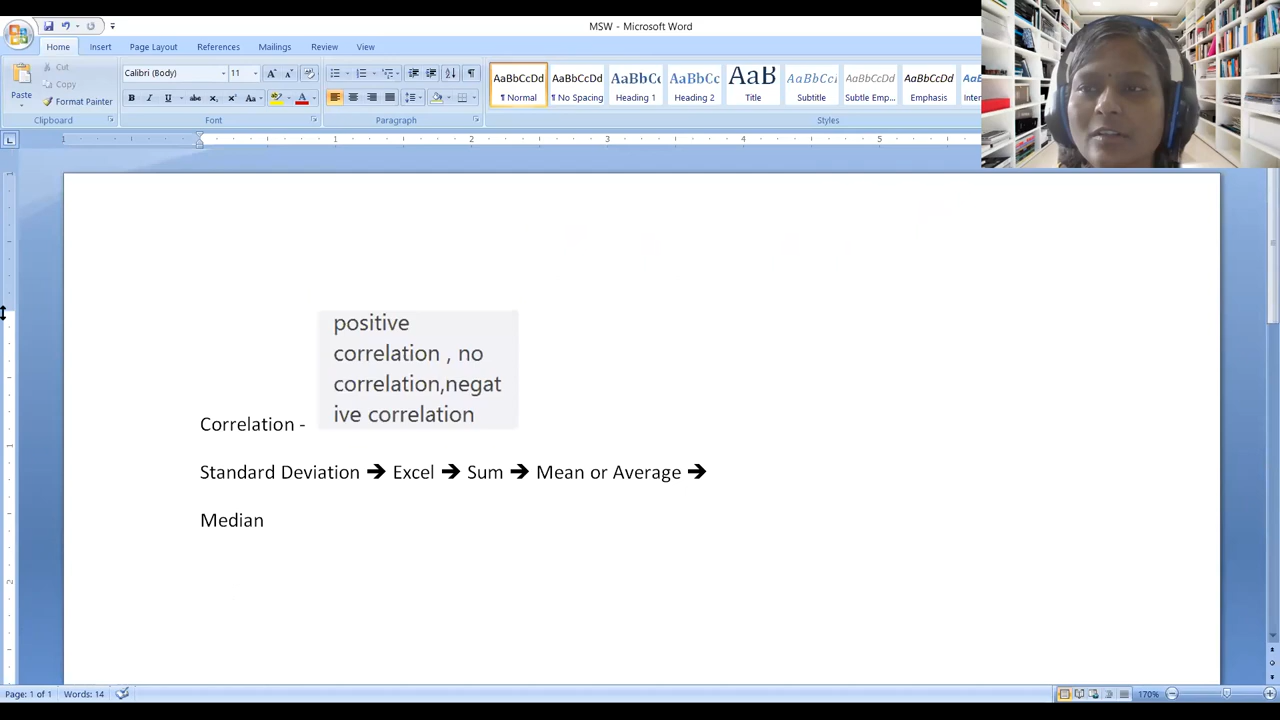 MSW - Microsoft Word
Home Insert Page Layout References Mailings Review View
Paste
Cut
Copy
Format Painter
Clipboard
Calibri (Body) 11
Font
Paragraph
AaBbCcDd AaBbCcDd AaBbCc AaBbCc AaB AaBbCcI AaBbCcDd AaBbCcDd
¶ Normal ¶ No Spacing Heading 1 Heading 2 Title Subtitle Subtle Emp... Emphasis
Styles
positive
correlation , no
correlation,negat
ive correlation
Correlation -
Standard Deviation ➔ Excel ➔ Sum ➔ Mean or Average ➔
Median
Page: 1 of 1 Words: 14 170%